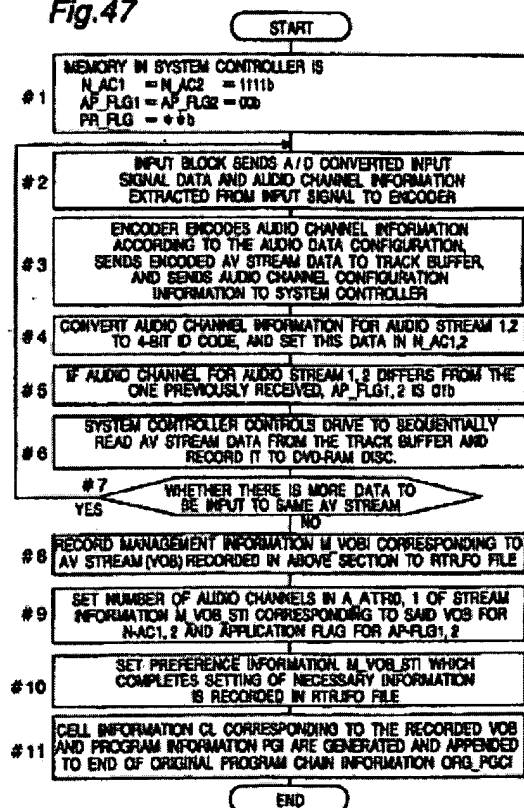 Fig.47
START
#1
MEMORY IN SYSTEM CONTROLLER IS
N_AC1 = N_AC2 = 1111b
AP_FLG1 = AP_FLG2 = 00b
PR_FLG = **b
#2
INPUT BLOCK SENDS A/D CONVERTED INPUT
SIGNAL DATA AND AUDIO CHANNEL INFORMATION
EXTRACTED FROM INPUT SIGNAL TO ENCODER
#3
ENCODER ENCODES AUDIO CHANNEL INFORMATION
ACCORDING TO THE AUDIO DATA CONFIGURATION,
SENDS ENCODED AV STREAM DATA TO TRACK BUFFER,
AND SENDS AUDIO CHANNEL CONFIGURATION
INFORMATION TO SYSTEM CONTROLLER
#4
CONVERT AUDIO CHANNEL INFORMATION FOR AUDIO STREAM 1,2
TO 4-BIT ID CODE, AND SET THIS DATA IN N_AC1,2
#5
IF AUDIO CHANNEL FOR AUDIO STREAM 1, 2 DIFFERS FROM THE
ONE PREVIOUSLY RECEIVED, AP_FLG1, 2 IS 01b
#6
SYSTEM CONTROLLER CONTROLS DRIVE TO SEQUENTIALLY
READ AV STREAM DATA FROM THE TRACK BUFFER AND
RECORD IT TO DVD-RAM DISC.
#7
WHETHER THERE IS MORE DATA TO
BE INPUT TO SAME AV STREAM
YES
NO
#8
RECORD MANAGEMENT INFORMATION M_VOBI CORRESPONDING TO
AV STREAM (VOB) RECORDED IN ABOVE SECTION TO RTR.IFO FILE
#9
SET NUMBER OF AUDIO CHANNELS IN A_ATR0, 1 OF STREAM
INFORMATION M_VOB_STI CORRESPONDING TO SAID VOB FOR
N-AC1, 2 AND APPLICATION FLAG FOR AP-FLG1, 2
#10
SET PREFERENCE INFORMATION. M_VOB_STI WHICH
COMPLETES SETTING OF NECESSARY INFORMATION
IS RECORDED IN RTR.IFO FILE
#11
CELL INFORMATION CL CORRESPONDING TO THE RECORDED VOB
AND PROGRAM INFORMATION PGI ARE GENERATED AND APPENDED
TO END OF ORIGINAL PROGRAM CHAIN INFORMATION ORG_PGCI
END